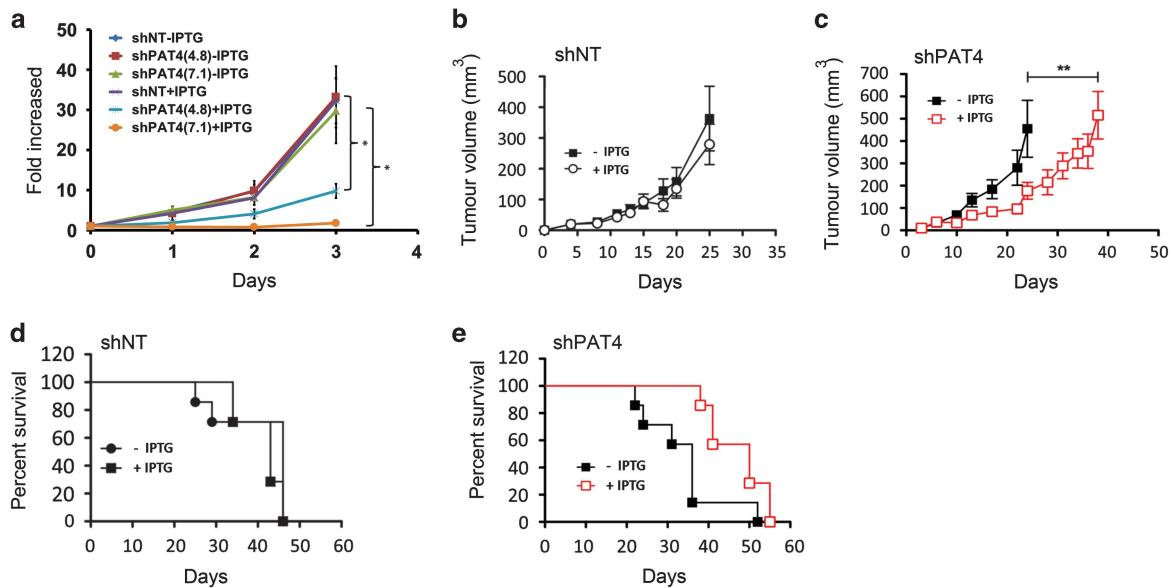 a
50
40
30
20
10
0
Fold increased
shNT-IPTG
shPAT4(4.8)-IPTG
shPAT4(7.1)-IPTG
shNT+IPTG
shPAT4(4.8)+IPTG
shPAT4(7.1)+IPTG
*
*
0 1 2 3 4
Days
b
shNT
Tumour volume (mm3)
500
400
300
200
100
0
- IPTG
+ IPTG
0 5 10 15 20 25 30 35
Days
c
shPAT4
Tumour volume (mm3)
700
600
500
400
300
200
100
0
- IPTG
+ IPTG
**
0 10 20 30 40 50
Days
d
shNT
Percent survival
120
100
80
60
40
20
0
- IPTG
+ IPTG
0 10 20 30 40 50 60
Days
e
shPAT4
Percent survival
120
100
80
60
40
20
0
- IPTG
+ IPTG
0 10 20 30 40 50 60
Days